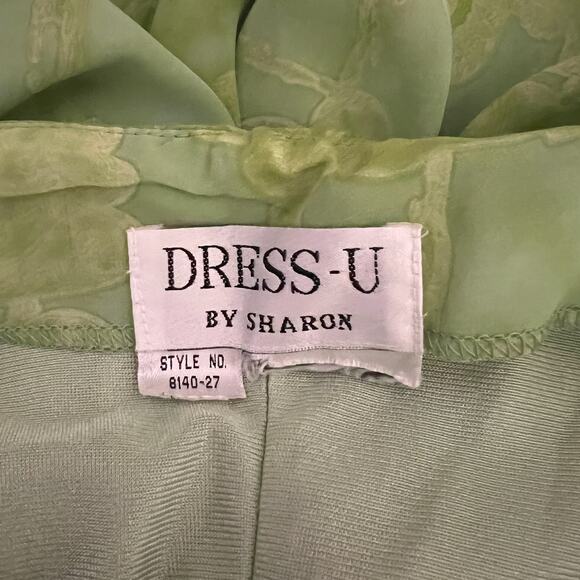 DRESS-U
BY SHARON
STYLE NO.
8140-27